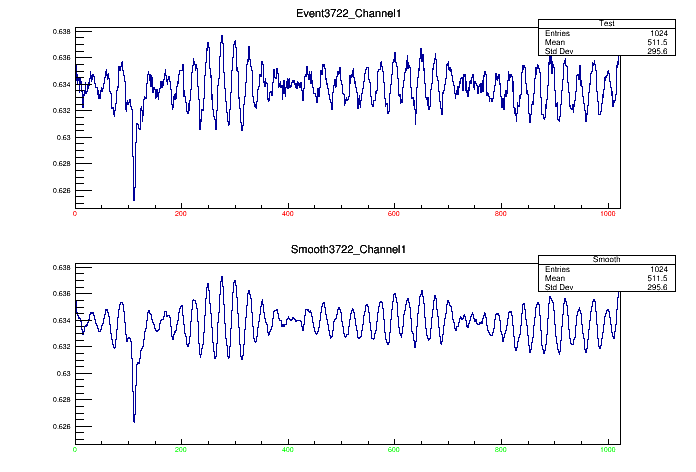 Event3722_Channel1
Test
Entries 1024
Mean 511.5
Std Dev 295.6
0.638
0.636
0.634
0.632
0.63
0.628
0.626
0 200 400 600 800 1000
Smooth3722_Channel1
Smooth
Entries 1024
Mean 511.5
Std Dev 295.6
0.638
0.636
0.634
0.632
0.63
0.628
0.626
0 200 400 600 800 1000